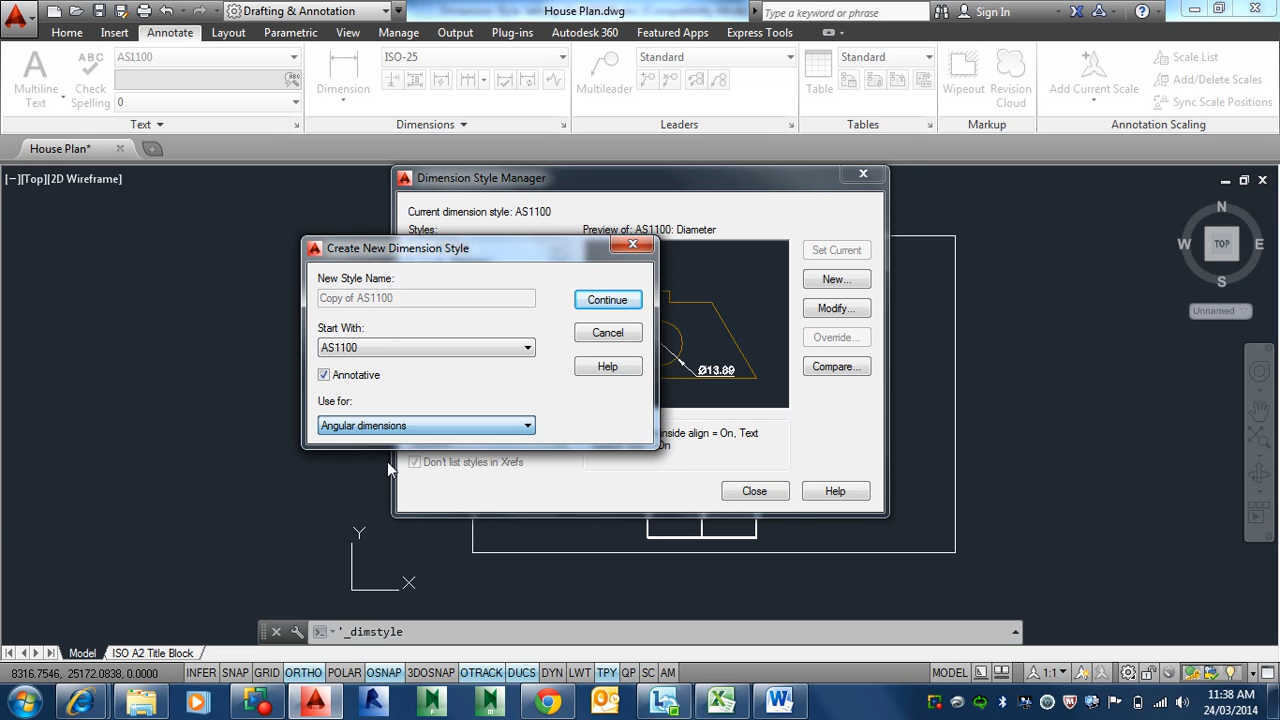 Drafting & Annotation
House Plan.dwg
Type a keyword or phrase
Sign In
Home
Insert
Annotate
Layout
Parametric
View
Manage
Output
Plug-ins
Autodesk 360
Featured Apps
Express Tools
Multiline
Text
ABC
Check
Spelling
AS1100
0
Text
Dimension
ISO-25
Dimensions
Multileader
Standard
Leaders
Table
Standard
Tables
Wipeout
Revision
Cloud
Markup
Add Current Scale
Scale List
Add/Delete Scales
Sync Scale Positions
Annotation Scaling
House Plan*
[−][Top][2D Wireframe]
Dimension Style Manager
Current dimension style: AS1100
Styles:
Preview of: AS1100: Diameter
Set Current
New...
Modify...
Override...
Compare...
Ø13.89
inside align = On, Text
Don't list styles in Xrefs
Close
Help
Create New Dimension Style
New Style Name:
Copy of AS1100
Start With:
AS1100
Annotative
Use for:
Angular dimensions
Continue
Cancel
Help
N
W
TOP
E
S
Unnamed
Y
X
'_dimstyle
Model
ISO A2 Title Block
8316.7546, 25172.0838, 0.0000
INFER
SNAP
GRID
ORTHO
POLAR
OSNAP
3DOSNAP
OTRACK
DUCS
DYN
LWT
TPY
QP
SC
AM
MODEL
1:1
11:38 AM
24/03/2014